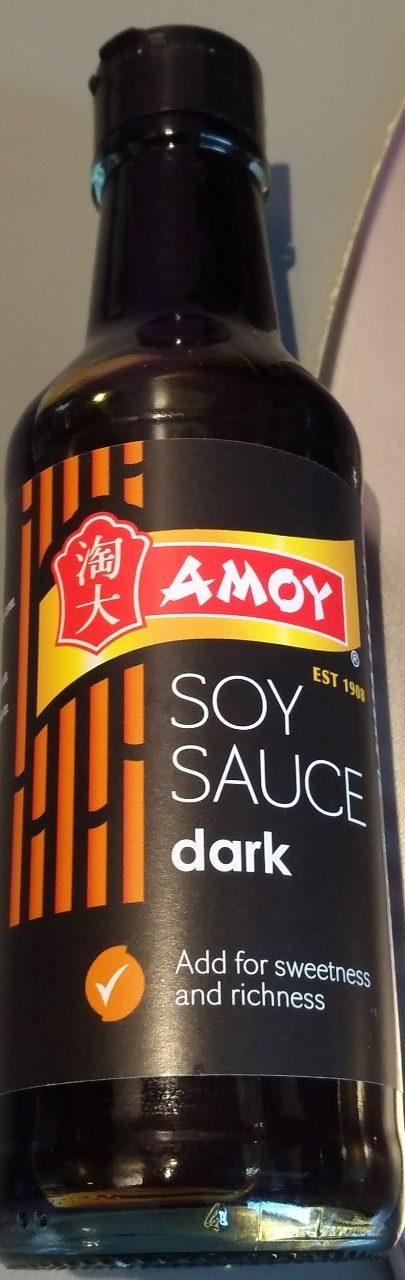 淘
大
AMOY
®
EST 1908
SOY
SAUCE
dark
Add for sweetness
and richness